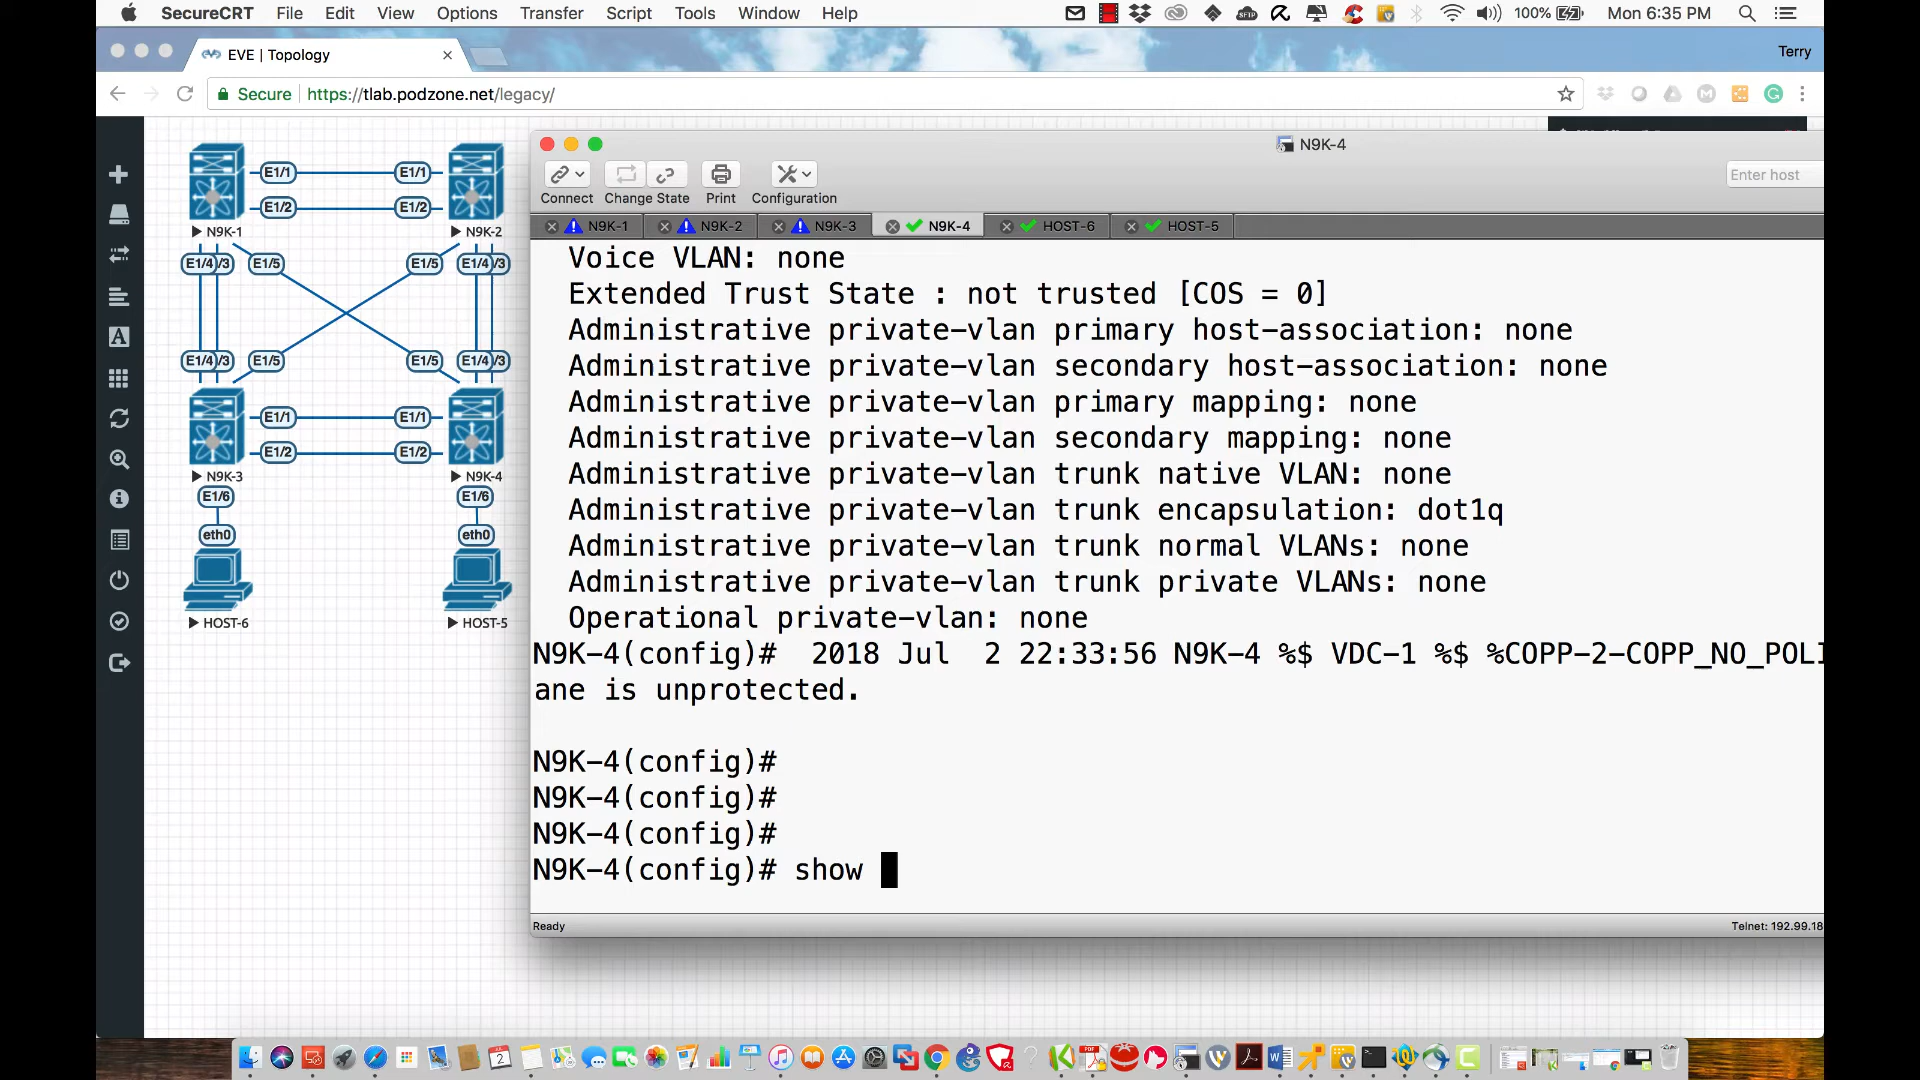 SecureCRT File Edit View Options Transfer Script Tools Window Help 100% Mon 6:35 PM
EVE | Topology
Terry
Secure https://tlab.podzone.net/legacy/
N9K-4
Connect Change State Print Configuration
Enter host
N9K-1 N9K-2 N9K-3 N9K-4 HOST-6 HOST-5
E1/1 E1/1
E1/2 E1/2
N9K-1 N9K-2
E1/4 /3 E1/5 E1/5 E1/4 /3
E1/4 /3 E1/5 E1/5 E1/4 /3
E1/1 E1/1
E1/2 E1/2
N9K-3 N9K-4
E1/6 E1/6
eth0 eth0
HOST-6 HOST-5
Voice VLAN: none
Extended Trust State : not trusted [COS = 0]
Administrative private-vlan primary host-association: none
Administrative private-vlan secondary host-association: none
Administrative private-vlan primary mapping: none
Administrative private-vlan secondary mapping: none
Administrative private-vlan trunk native VLAN: none
Administrative private-vlan trunk encapsulation: dot1q
Administrative private-vlan trunk normal VLANs: none
Administrative private-vlan trunk private VLANs: none
Operational private-vlan: none
N9K-4(config)#  2018 Jul  2 22:33:56 N9K-4 %$ VDC-1 %$ %COPP-2-COPP_NO_POLI
ane is unprotected.
N9K-4(config)#
N9K-4(config)#
N9K-4(config)#
N9K-4(config)# show
Ready
Telnet: 192.99.18